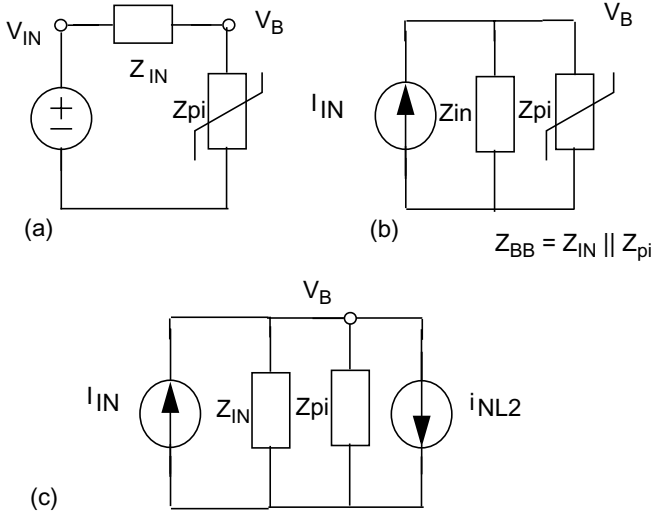 V_IN
V_B
Z_IN
Zpi
(a)
V_B
I_IN
Zin
Zpi
(b)
Z_BB = Z_IN || Z_pi
V_B
I_IN
Z_IN
Zpi
i_NL2
(c)